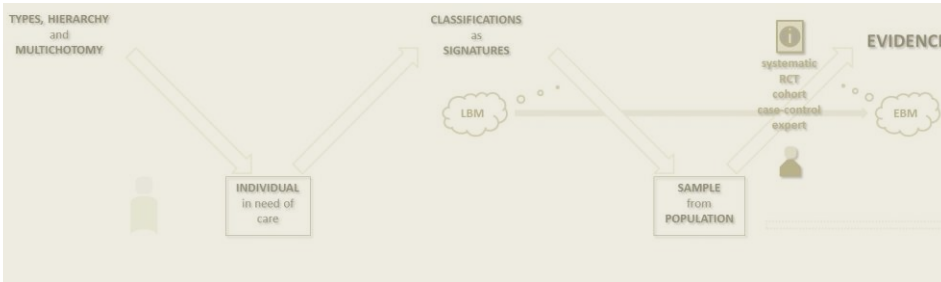 TYPES, HIERARCHY
and
MULTICHOTOMY
CLASSIFICATIONS
as
SIGNATURES
i
EVIDENCE
systematic
RCT
cohort
case-control
expert
LBM
EBM
INDIVIDUAL
in need of
care
SAMPLE
from
POPULATION